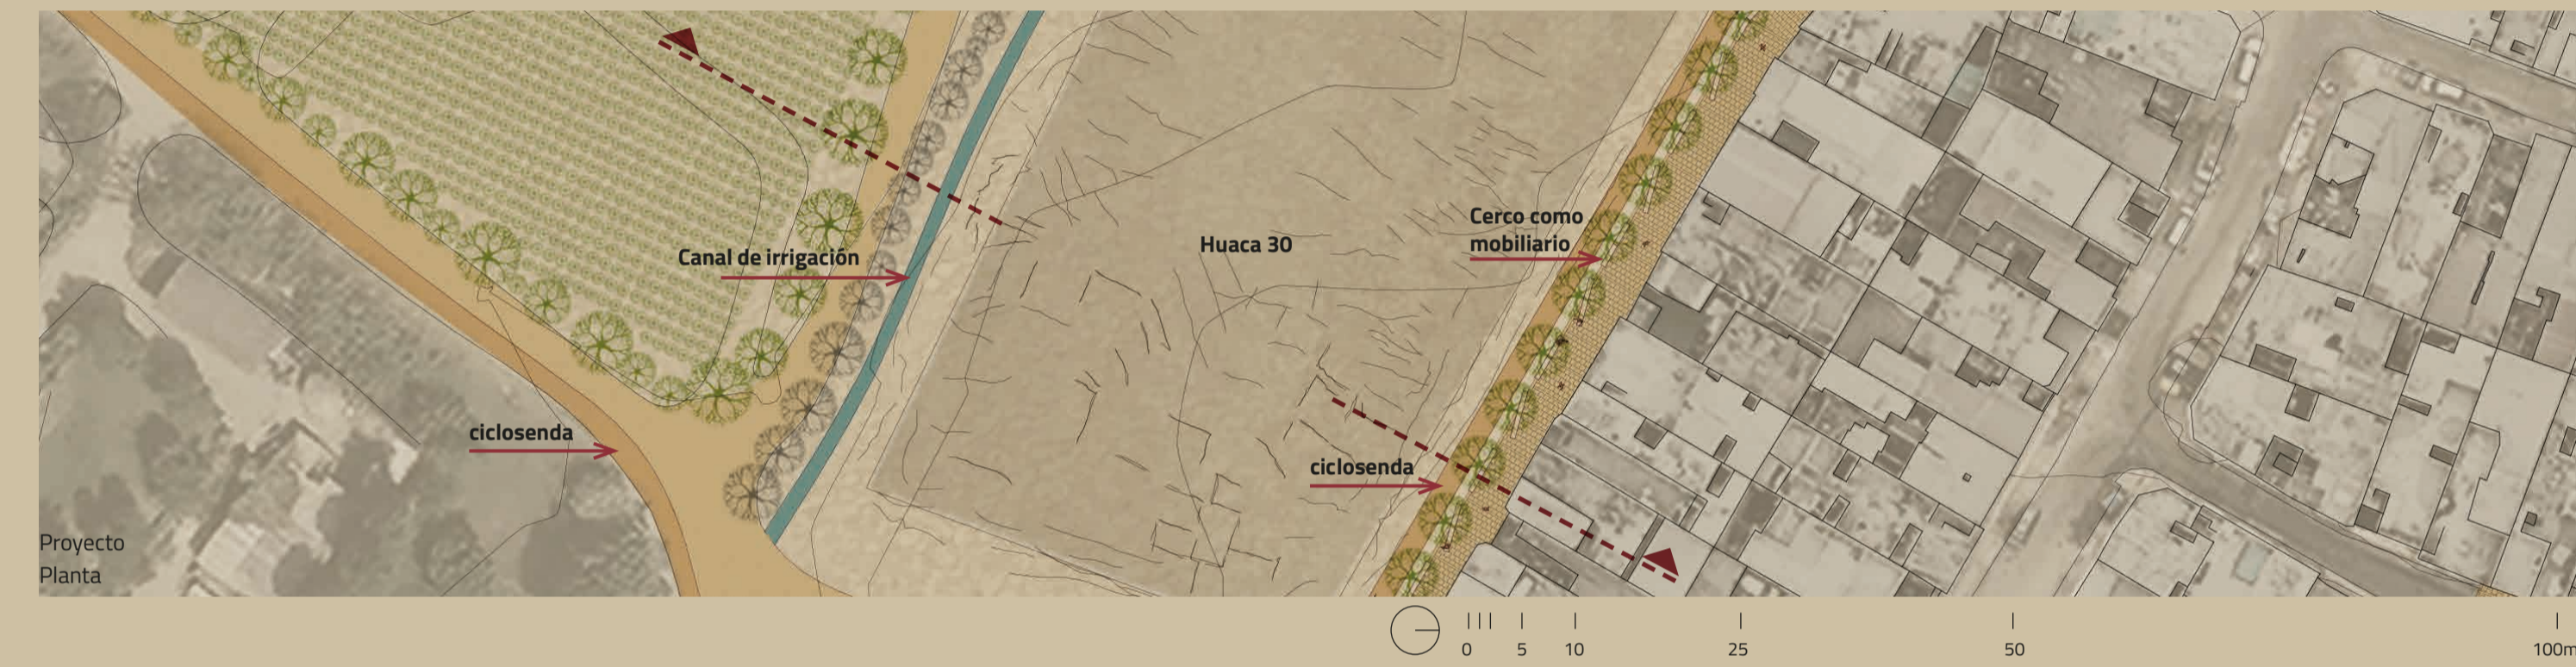 Cerco como
mobiliario
Huaca 30
Canal de irrigación
ciclosenda
ciclosenda
Proyecto
Planta
0 5 10 25 50 100m